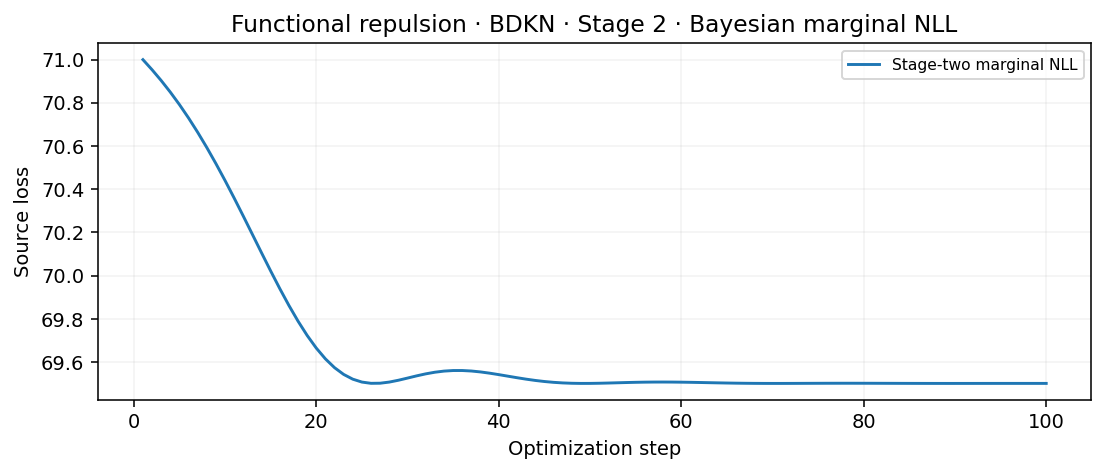 Functional repulsion · BDKN · Stage 2 · Bayesian marginal NLL
Stage-two marginal NLL
Source loss
71.0
70.8
70.6
70.4
70.2
70.0
69.8
69.6
0 20 40 60 80 100
Optimization step